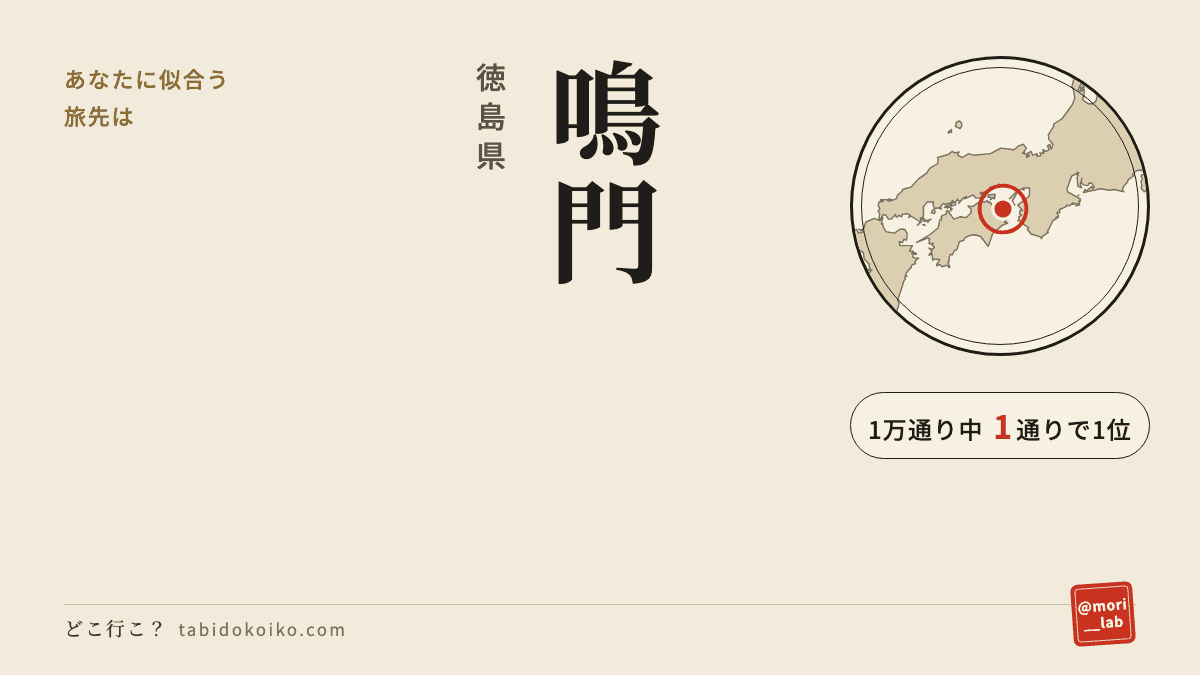 あなたに似合う
旅先は
鳴門
徳島県
1万通り中 1通りで1位
どこ行こ？ tabidokoiko.com
@mori
__lab